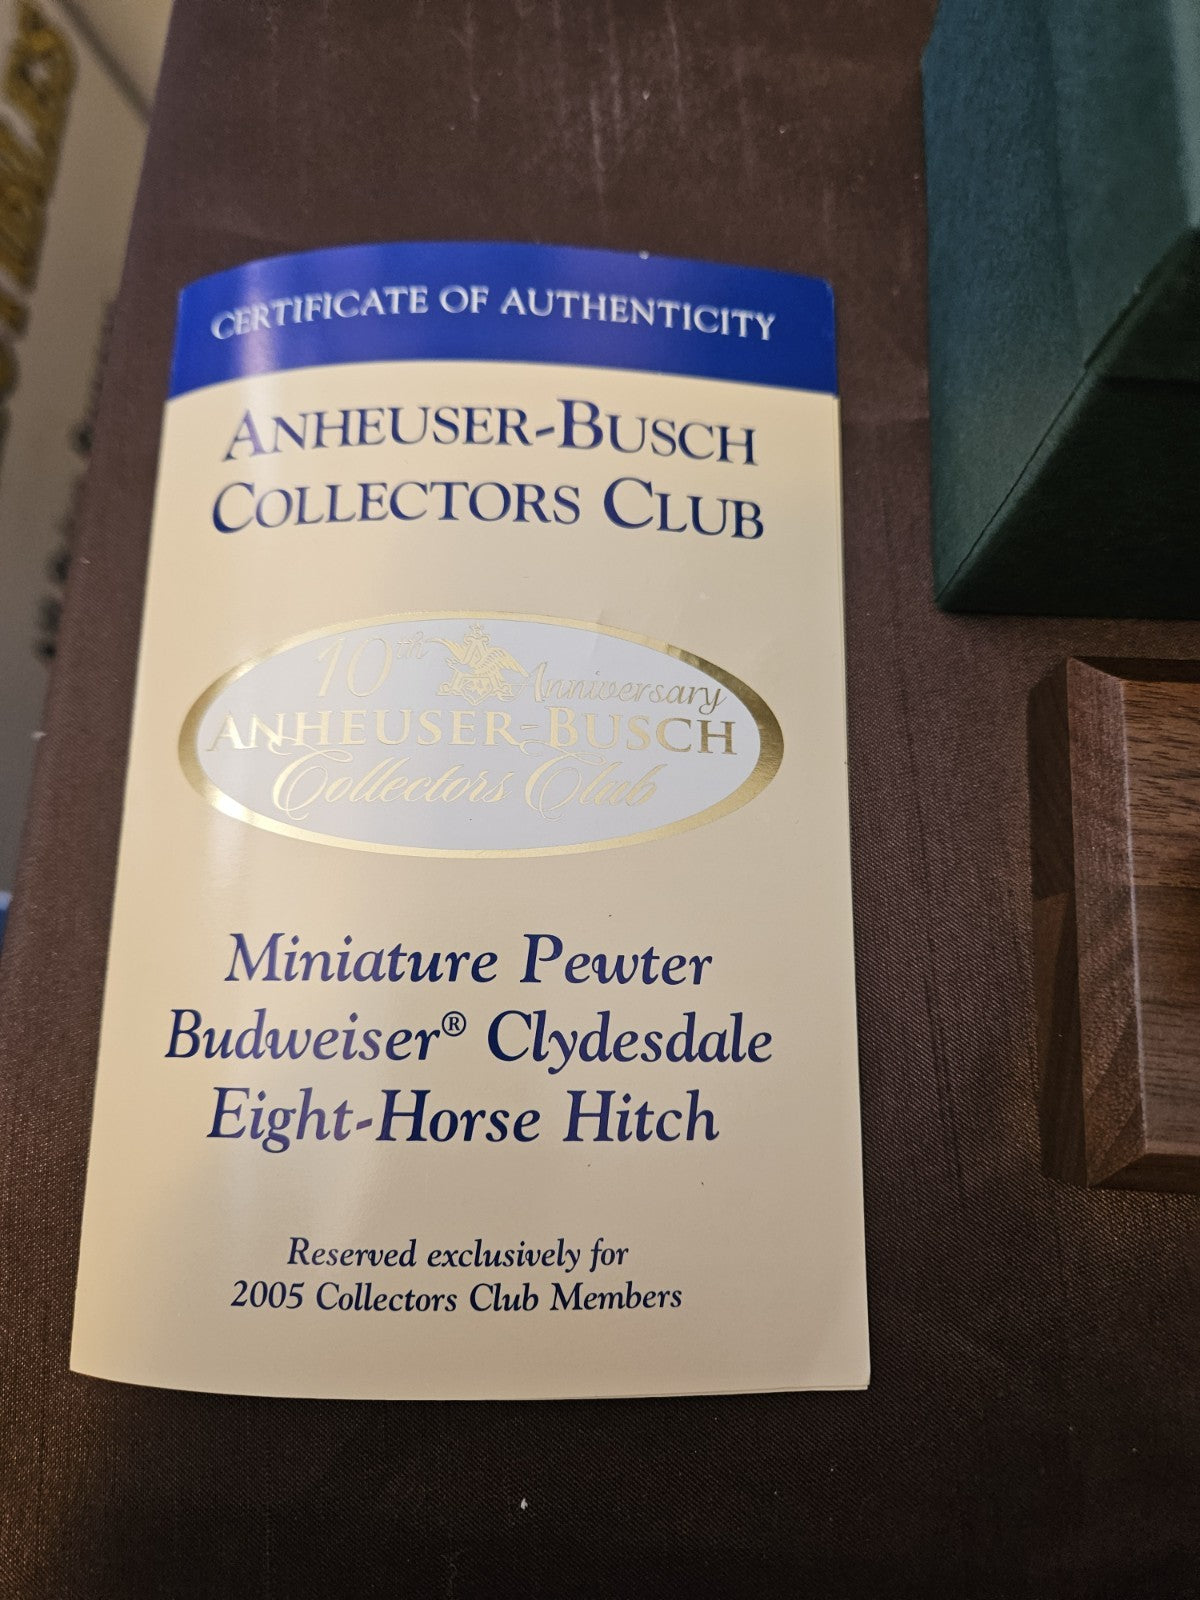 CERTIFICATE OF AUTHENTICITY
ANHEUSER-BUSCH
COLLECTORS CLUB
10th Anniversary
ANHEUSER-BUSCH
Collectors Club
Miniature Pewter
Budweiser® Clydesdale
Eight-Horse Hitch
Reserved exclusively for
2005 Collectors Club Members